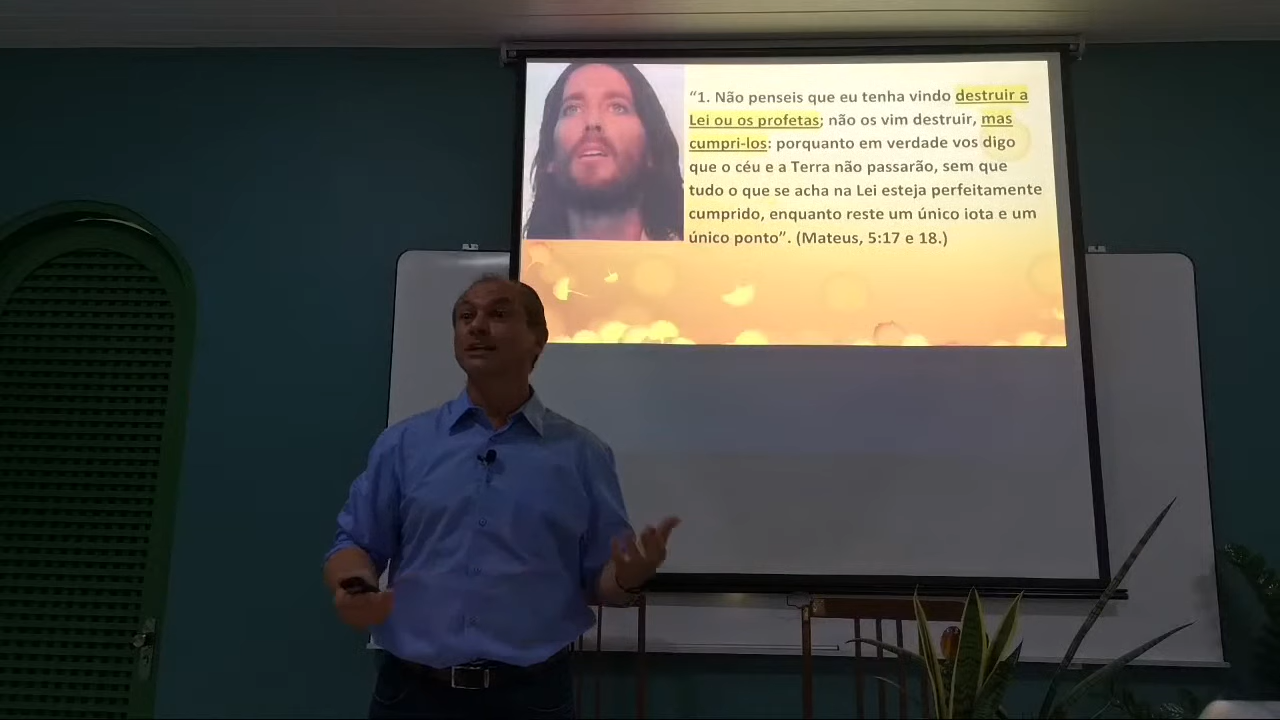 “1. Não penseis que eu tenha vindo destruir a
Lei ou os profetas; não os vim destruir, mas
cumpri-los: porquanto em verdade vos digo
que o céu e a Terra não passarão, sem que
tudo o que se acha na Lei esteja perfeitamente
cumprido, enquanto reste um único iota e um
único ponto”. (Mateus, 5:17 e 18.)